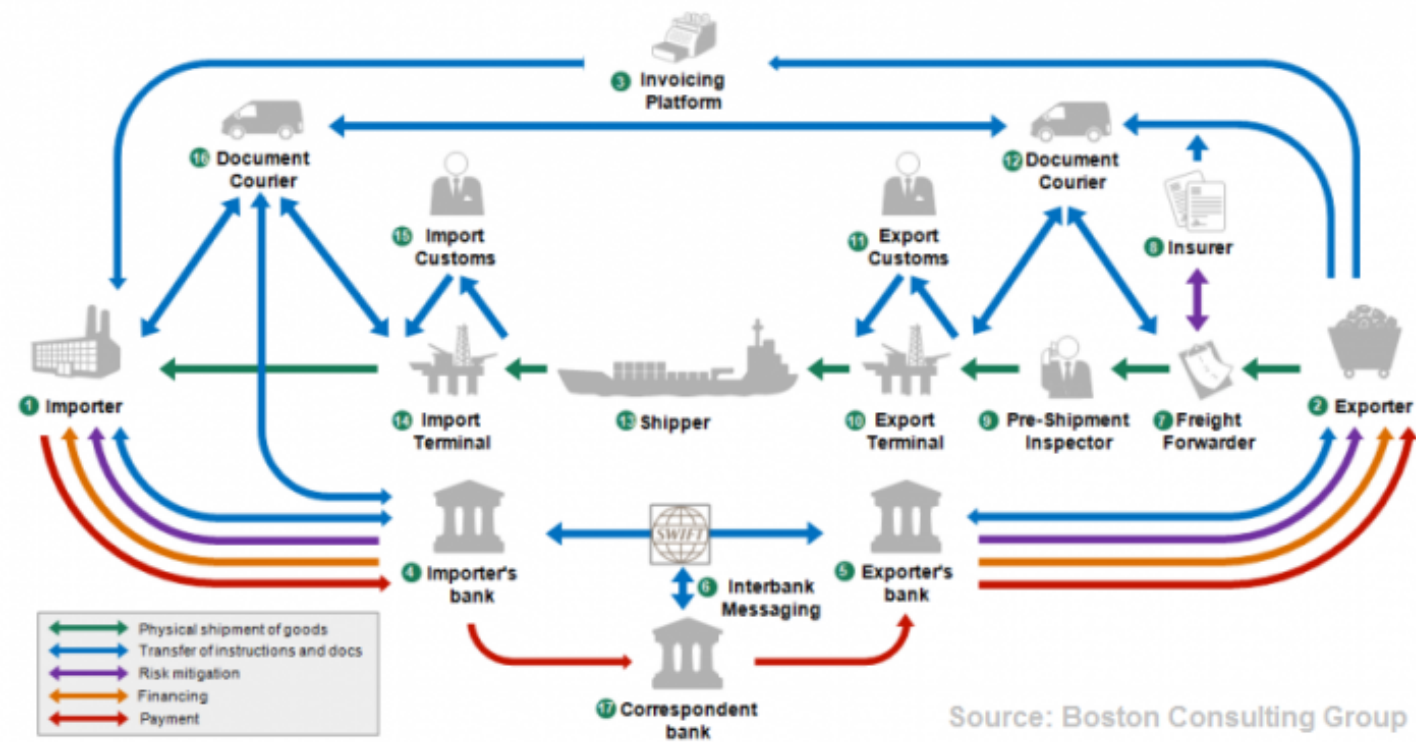 3 Invoicing
Platform
16 Document
Courier
12 Document
Courier
15 Import
Customs
11 Export
Customs
8 Insurer
1 Importer
14 Import
Terminal
13 Shipper
10 Export
Terminal
9 Pre-Shipment
Inspector
7 Freight
Forwarder
2 Exporter
SWIFT
4 Importer's
bank
6 Interbank
Messaging
5 Exporter's
bank
17 Correspondent
bank
Physical shipment of goods
Transfer of instructions and docs
Risk mitigation
Financing
Payment
Source: Boston Consulting Group